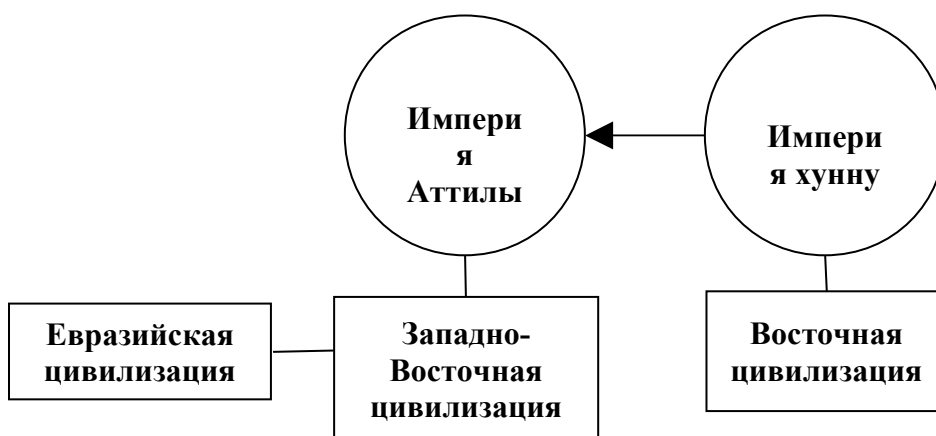 Импери
я
Аттилы
Импери
я хунну
Евразийская
цивилизация
Западно-
Восточная
цивилизация
Восточная
цивилизация